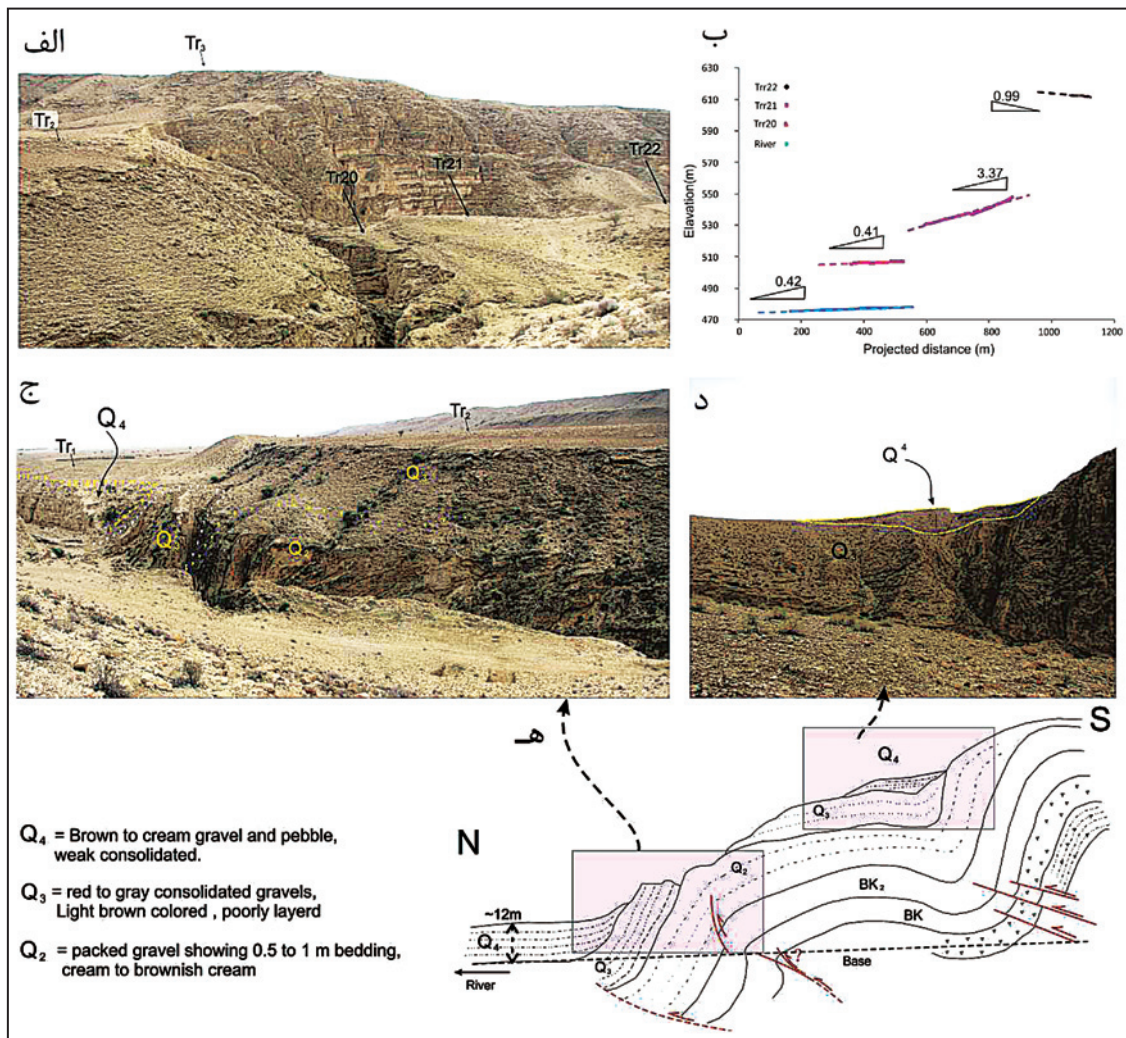 الف
Tr₃
Tr₂
Tr20
Tr21
Tr22
ب
630
610
590
570
550
530
510
490
470
Elavation(m)
Trr22
Trr21
Trr20
River
0.99
3.37
0.41
0.42
0
200
400
600
800
1000
1200
Projected distance (m)
ج
Q₄
Tr₁
Tr₂
د
Q⁴
Q₄ = Brown to cream gravel and pebble,
weak consolidated.
Q₃ = red to gray consolidated gravels,
Light brown colored , poorly layerd
Q₂ = packed gravel showing 0.5 to 1 m bedding,
cream to brownish cream
ه
N
S
Q₄
Q₃
Q₂
BK₂
BK
~12m
Q₄
Q₃
?
Base
River